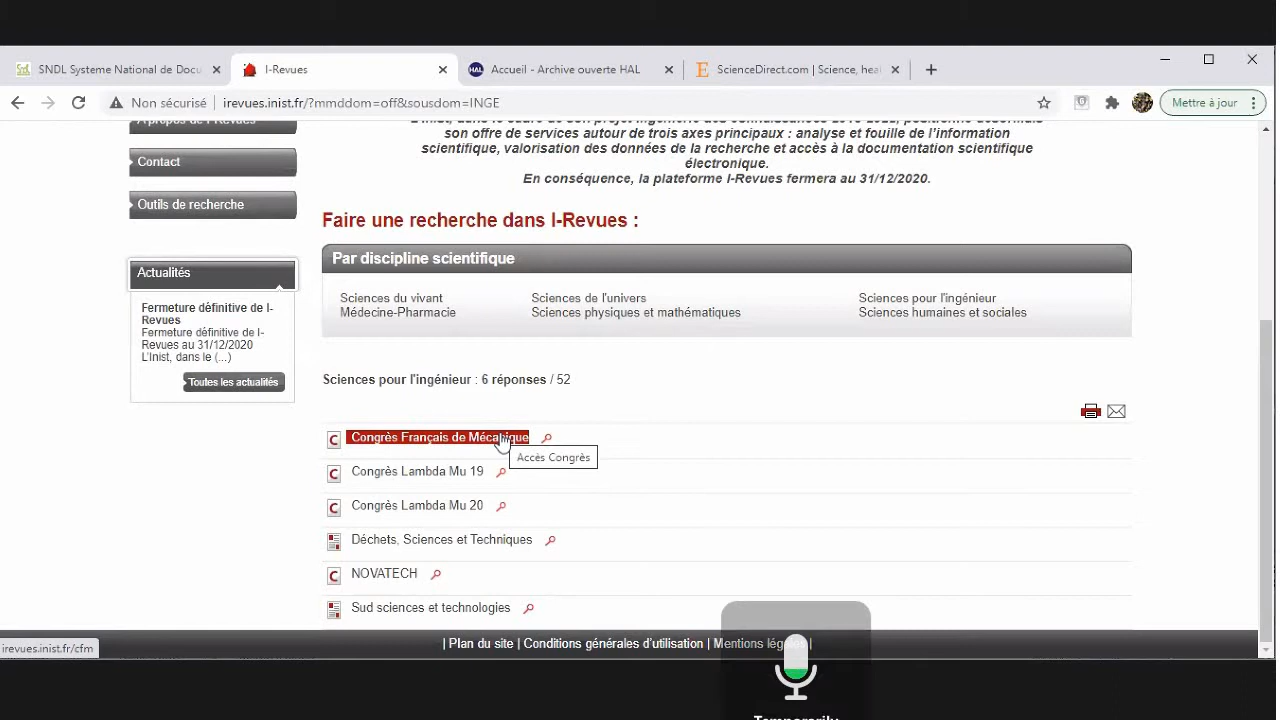 SNDL Systeme National de Docu
I-Revues
Accueil - Archive ouverte HAL
ScienceDirect.com | Science, heal
Non sécurisé
irevues.inist.fr/?mmddom=off&sousdom=INGE
Mettre à jour
A propos de I-Revues
Contact
Outils de recherche
Actualités
Fermeture définitive de I-
Revues
Fermeture définitive de I-
Revues au 31/12/2020
L'Inist, dans le (...)
Toutes les actualités
son offre de services autour de trois axes principaux : analyse et fouille de l'information
scientifique, valorisation des données de la recherche et accès à la documentation scientifique
électronique.
En conséquence, la plateforme I-Revues fermera au 31/12/2020.
Faire une recherche dans I-Revues :
Par discipline scientifique
Sciences du vivant
Sciences de l'univers
Sciences pour l'ingénieur
Médecine-Pharmacie
Sciences physiques et mathématiques
Sciences humaines et sociales
Sciences pour l'ingénieur : 6 réponses / 52
Congrès Français de Mécanique
Accès Congrès
Congrès Lambda Mu 19
Congrès Lambda Mu 20
Déchets, Sciences et Techniques
NOVATECH
Sud sciences et technologies
| Plan du site | Conditions générales d'utilisation | Mentions légales |
irevues.inist.fr/cfm
Temporarily